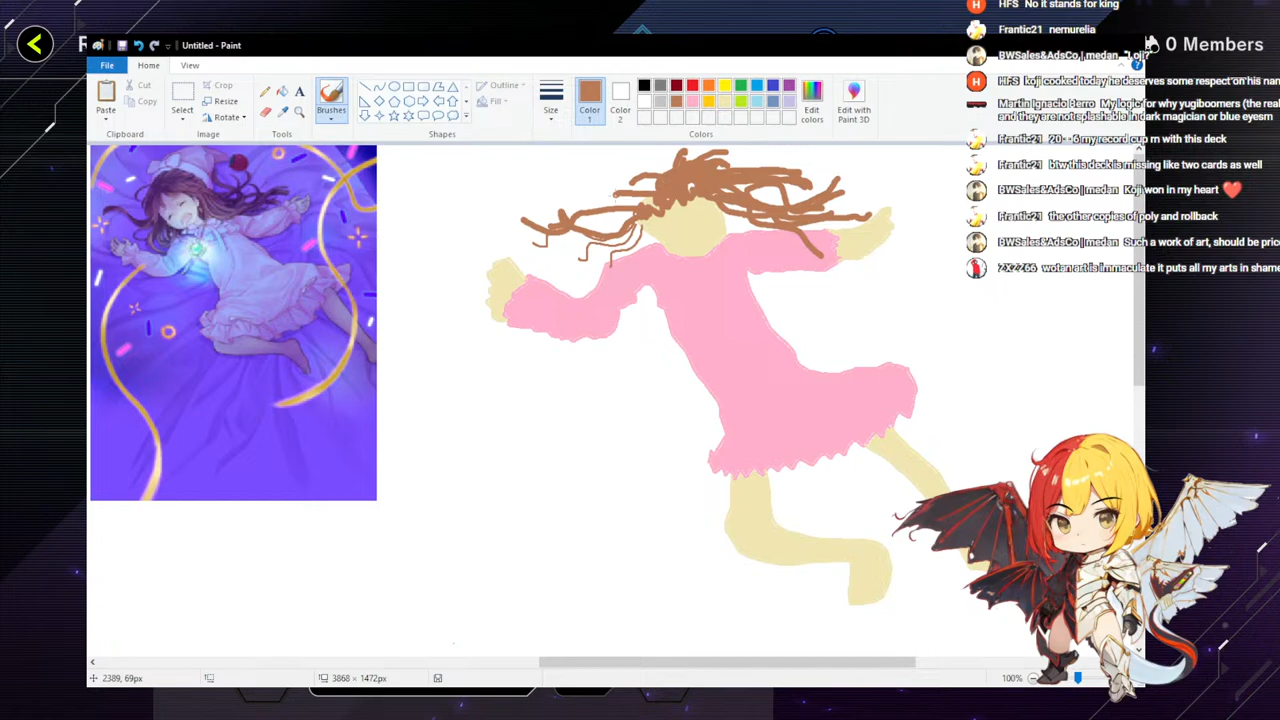 HFS No it stands for king
Frantic21 nemurelia
BWSales&AdsCo | medan "Loji?
HFS koji cooked today he deserves some respect on his nam
Martin Ignacio Berro My logic for why yugiboomers (the real
and they are not splashable in dark magician or blue eyesm
Frantic21 20--6 my record cup rn with this deck
Frantic21 btw this deck is missing like two cards as well
BWSales&AdsCo | medan Koji won in my heart ❤
Frantic21 the other copies of poly and rollback
BWSales&AdsCo | medan Such a work of art, should be price
ZXZZ66 wotan art is immaculate it puts all my arts in shame
R
0 Members
Untitled - Paint
File Home View
Paste
Cut
Copy
Clipboard
Select
Crop
Resize
Rotate
Image
A
Tools
Brushes
Outline
Fill
Shapes
Size
Color 1
Color 2
Edit colors
Colors
Edit with Paint 3D
2389, 69px
3868 × 1472px
100%